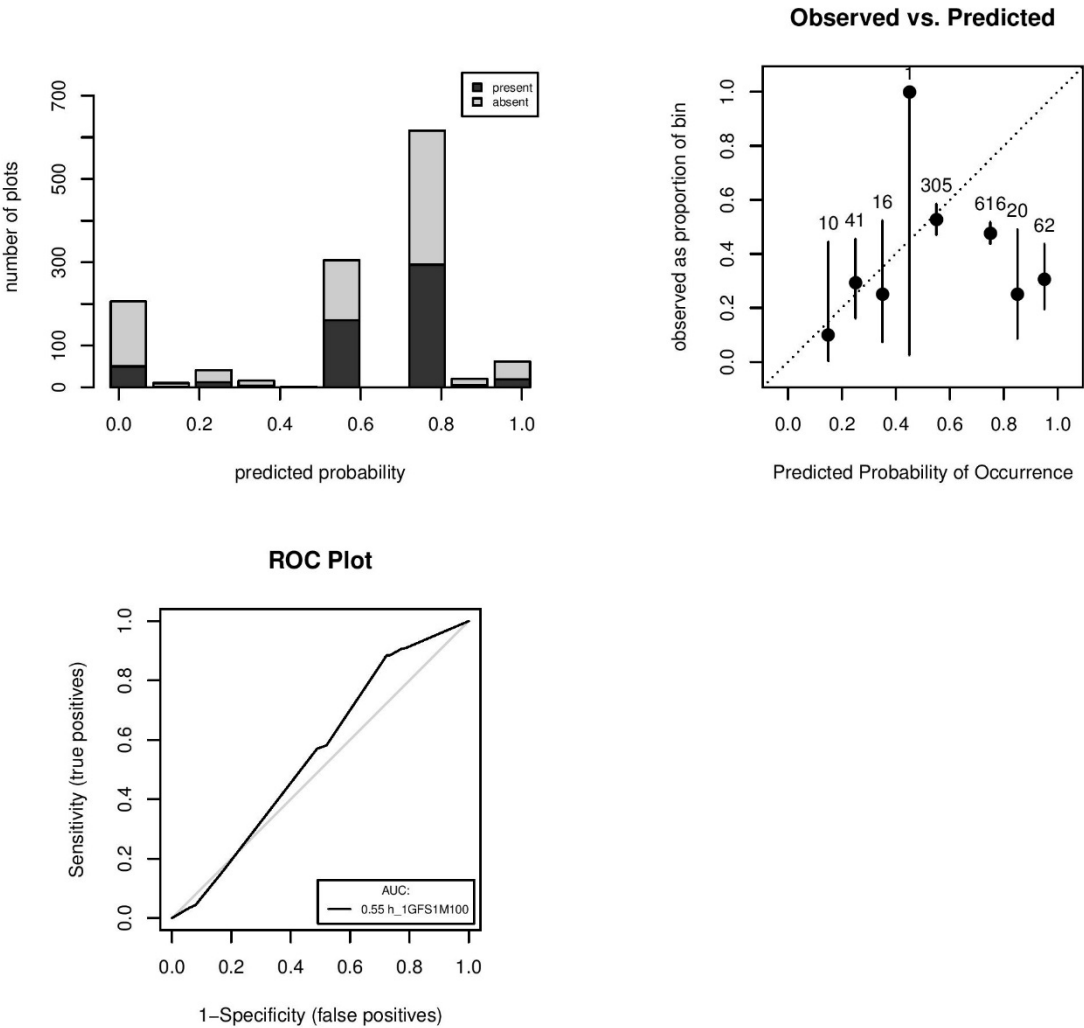 number of plots
700
500
300
100
0
present
absent
0.0 0.2 0.4 0.6 0.8 1.0
predicted probability
Observed vs. Predicted
observed as proportion of bin
1.0
0.8
0.6
0.4
0.2
0.0
10 41 16 1 305 616 20 62
0.0 0.2 0.4 0.6 0.8 1.0
Predicted Probability of Occurrence
ROC Plot
Sensitivity (true positives)
1.0
0.8
0.6
0.4
0.2
0.0
AUC:
0.55 h_1GFS1M100
0.0 0.2 0.4 0.6 0.8 1.0
1−Specificity (false positives)